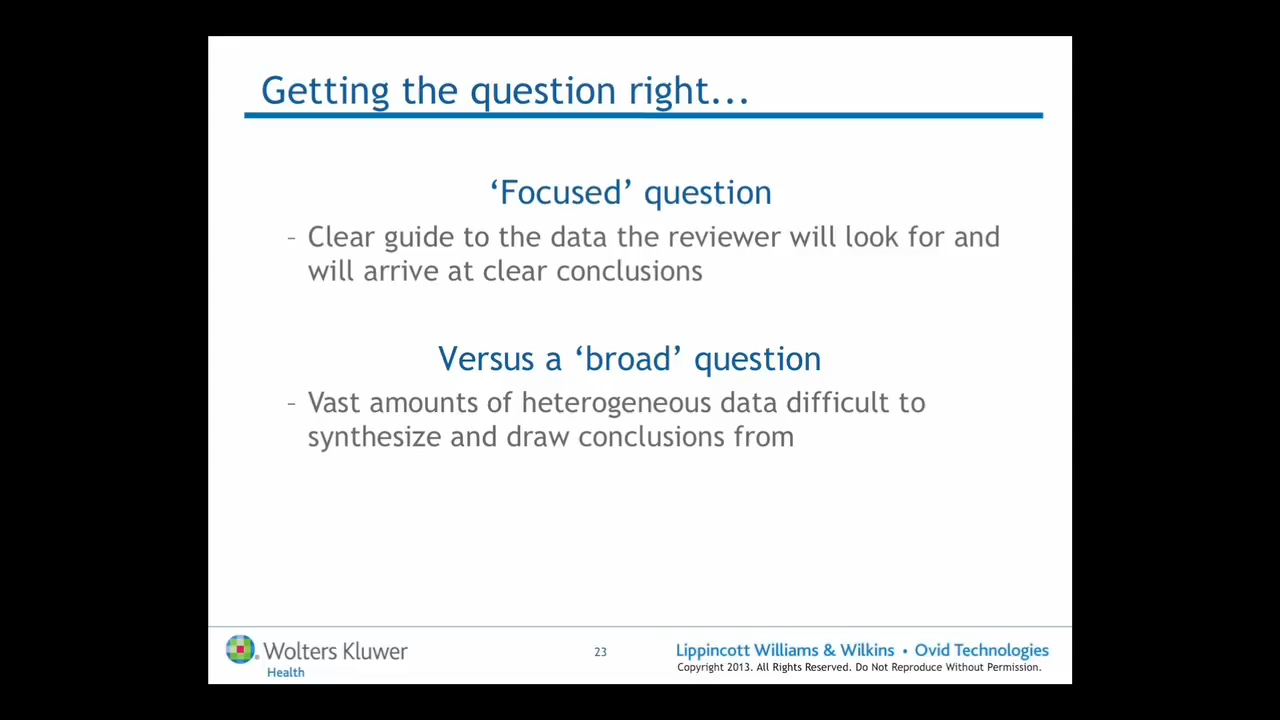 Getting the question right...
‘Focused’ question
– Clear guide to the data the reviewer will look for and
will arrive at clear conclusions
Versus a ‘broad’ question
– Vast amounts of heterogeneous data difficult to
synthesize and draw conclusions from
Wolters Kluwer
Health
23
Lippincott Williams & Wilkins • Ovid Technologies
Copyright 2013. All Rights Reserved. Do Not Reproduce Without Permission.